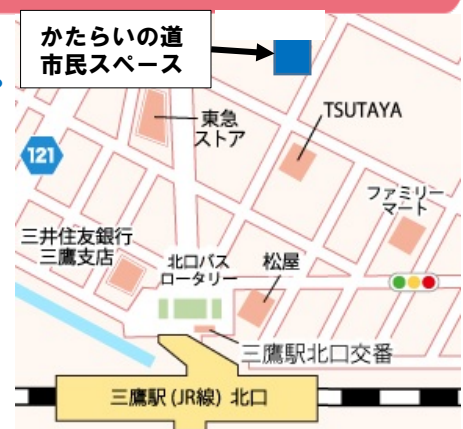 かたらいの道
市民スペース
東急
ストア
TSUTAYA
121
ファミリー
マート
三井住友銀行
三鷹支店
北口バス
ロータリー
松屋
三鷹駅北口交番
三鷹駅(JR線) 北口